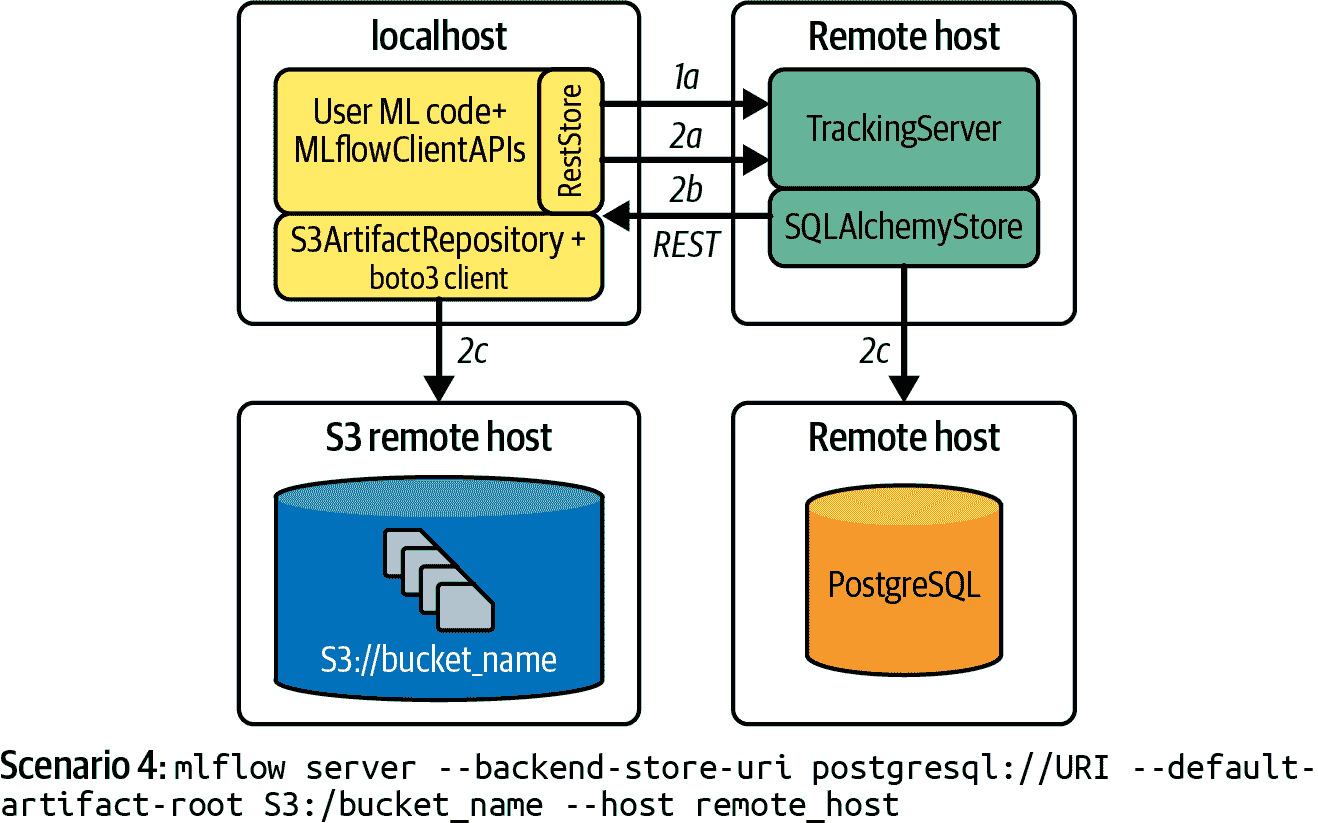 localhost
User ML code+
MLflowClientAPIs
RestStore
S3ArtifactRepository +
boto3 client
1a
2a
2b
REST
Remote host
TrackingServer
SQLAlchemyStore
2c
2c
S3 remote host
S3://bucket_name
Remote host
PostgreSQL
Scenario 4: mlflow server --backend-store-uri postgresql://URI --default-
artifact-root S3:/bucket_name --host remote_host